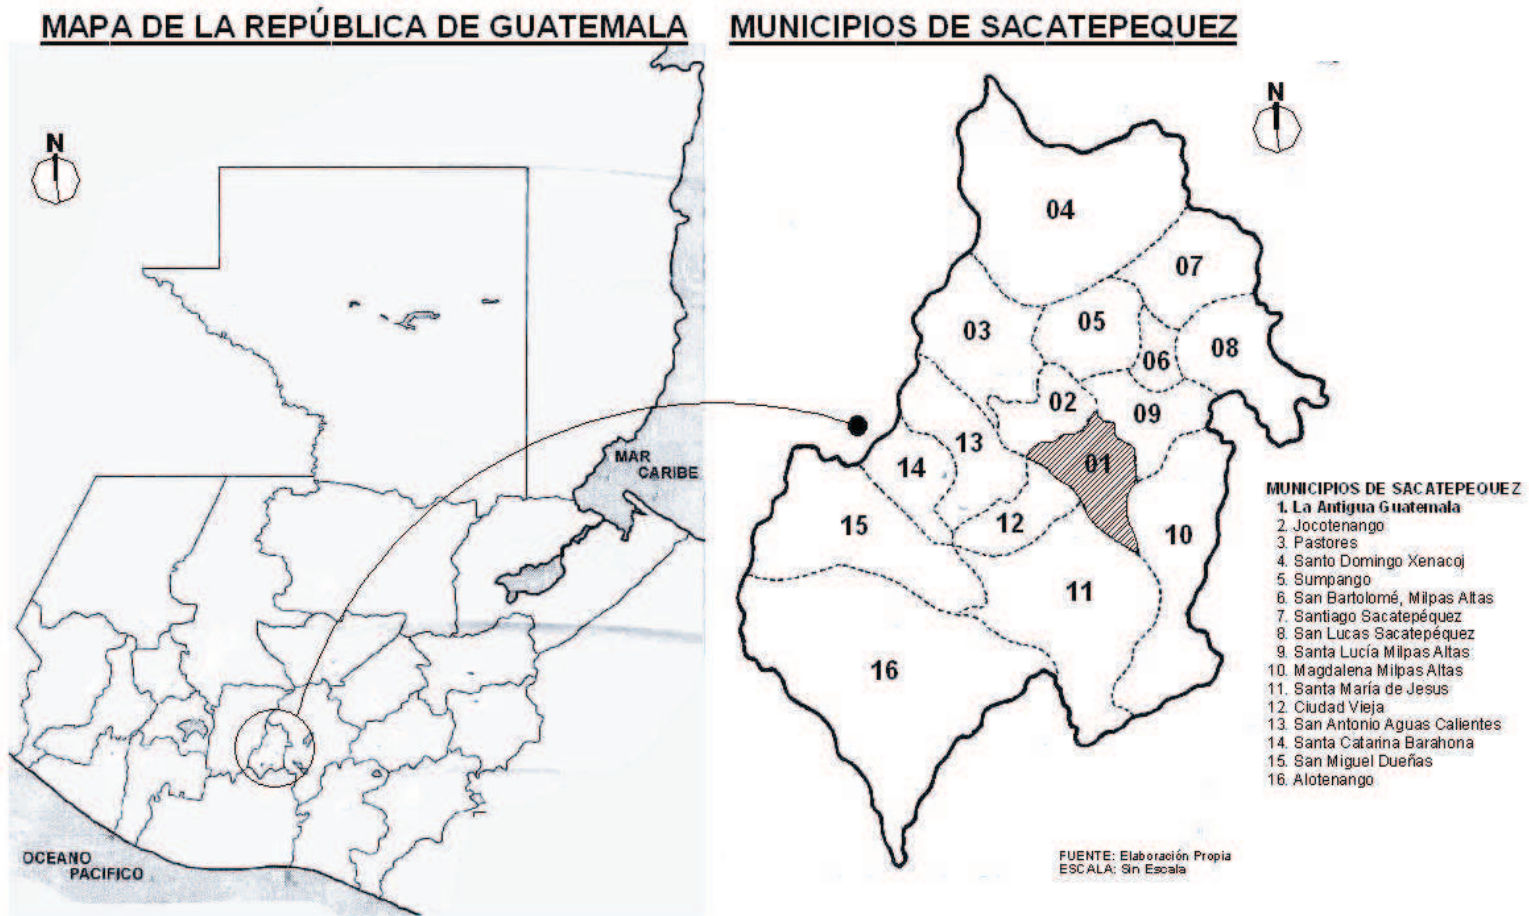 MAPA DE LA REPÚBLICA DE GUATEMALA
MUNICIPIOS DE SACATEPEQUEZ
N
N
MAR
CARIBE
OCEANO
PACIFICO
04
07
03
05
06
08
02
09
13
14
01
15
12
10
11
16
MUNICIPIOS DE SACATEPEQUEZ
1. La Antigua Guatemala
2. Jocotenango
3. Pastores
4. Santo Domingo Xenacoj
5. Sumpango
6. San Bartolomé, Milpas Altas
7. Santiago Sacatepéquez
8. San Lucas Sacatepéquez
9. Santa Lucía Milpas Altas
10. Magdalena Milpas Altas
11. Santa María de Jesus
12. Ciudad Vieja
13. San Antonio Aguas Calientes
14. Santa Catarina Barahona
15. San Miguel Dueñas
16. Alotenango
FUENTE: Elaboración Propia
ESCALA: Sin Escala